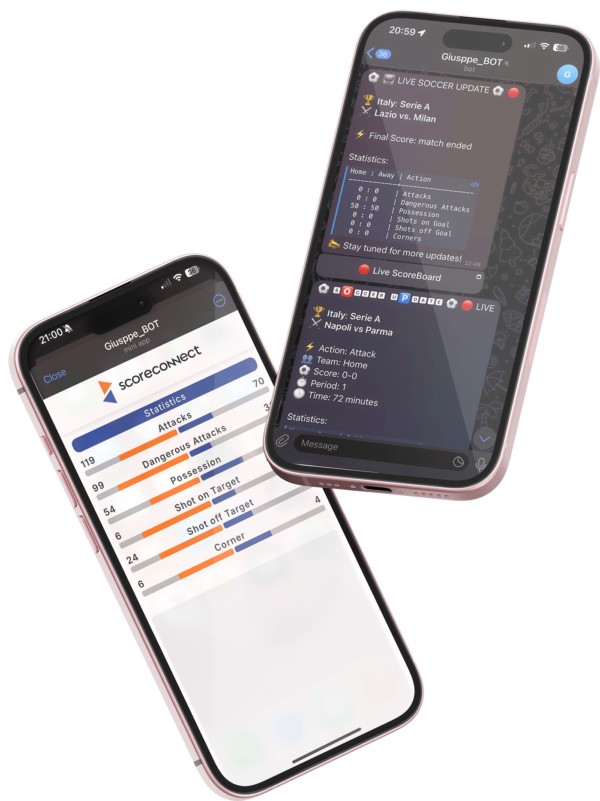 20:59
36
36
Giusppe_BOT
bot
G
LIVE SOCCER UPDATE
Italy: Serie A
Lazio vs. Milan
Final Score: match ended
Statistics:
Home : Away | Action
0 : 0 | Attacks
0 : 0 | Dangerous Attacks
50 : 50 | Possession
0 : 0 | Shots on Goal
0 : 0 | Shots off Goal
0 : 0 | Corners
Stay tuned for more updates!
22:49
Live ScoreBoard
SOCCER UPDATE LIVE
Italy: Serie A
Napoli vs Parma
Action: Attack
Team: Home
Score: 0-0
Period: 1
Time: 72 minutes
Statistics:
Message
21:00
36
Close
Giusppe_BOT
mini app
scoreconnect
Statistics
119 Attacks 70
99 Dangerous Attacks
54 Possession
6 Shot on Target
24 Shot off Target
6 Corner 4